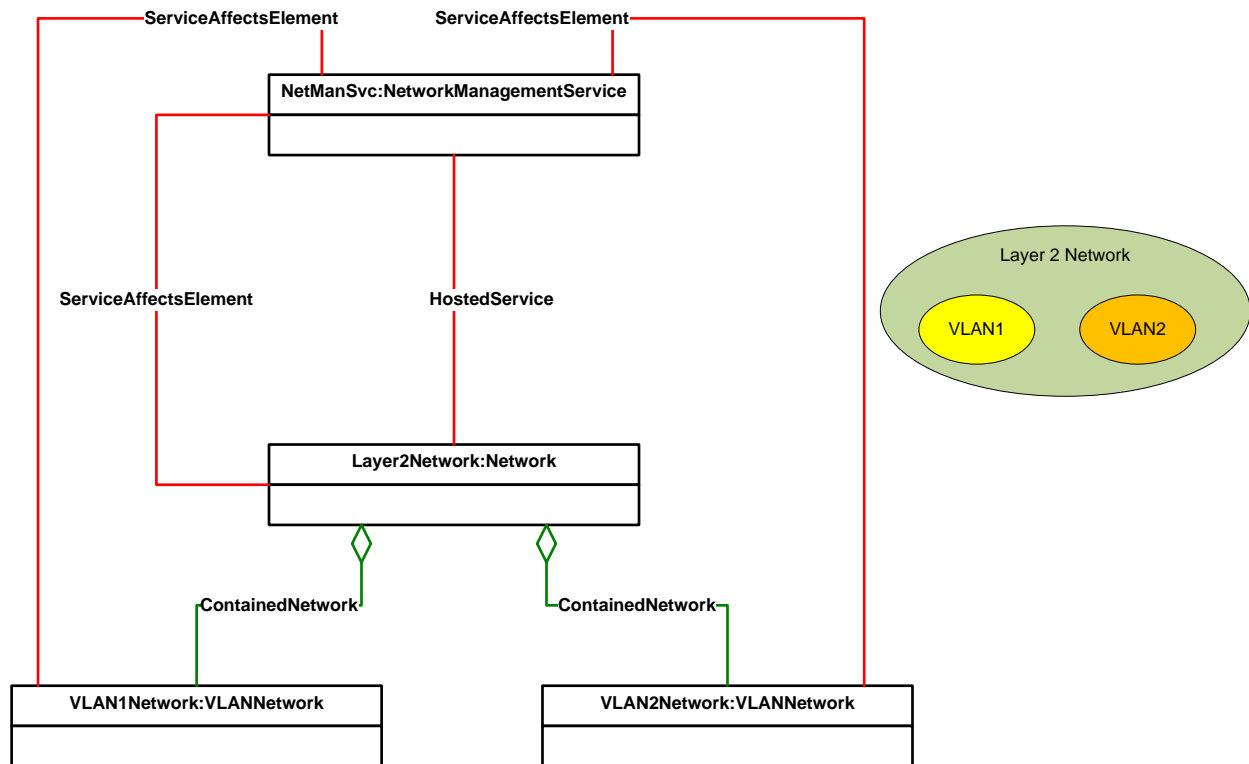 ServiceAffectsElement
ServiceAffectsElement
NetManSvc:NetworkManagementService
Layer 2 Network
VLAN1
VLAN2
ServiceAffectsElement
HostedService
Layer2Network:Network
ContainedNetwork
ContainedNetwork
VLAN1Network:VLANNetwork
VLAN2Network:VLANNetwork